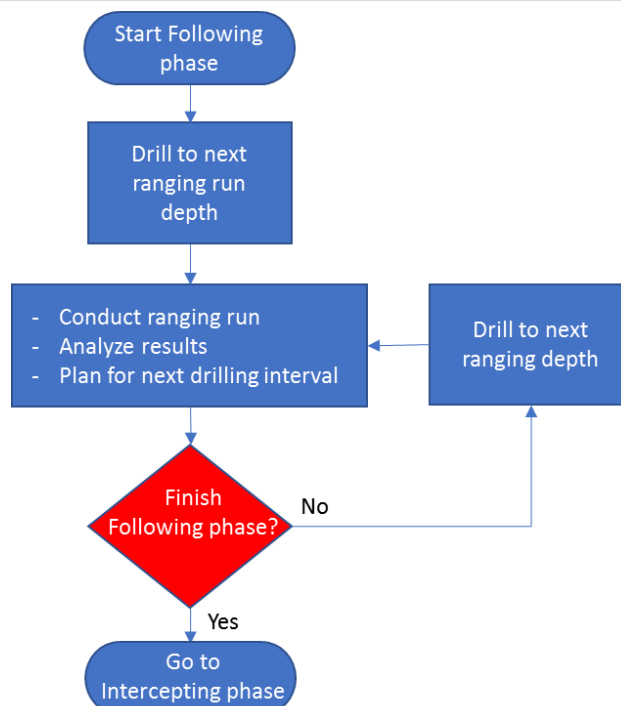 Start Following
phase
Drill to next
ranging run
depth
- Conduct ranging run
- Analyze results
- Plan for next drilling interval
Drill to next
ranging depth
Finish
Following phase?
No
Yes
Go to
Intercepting phase